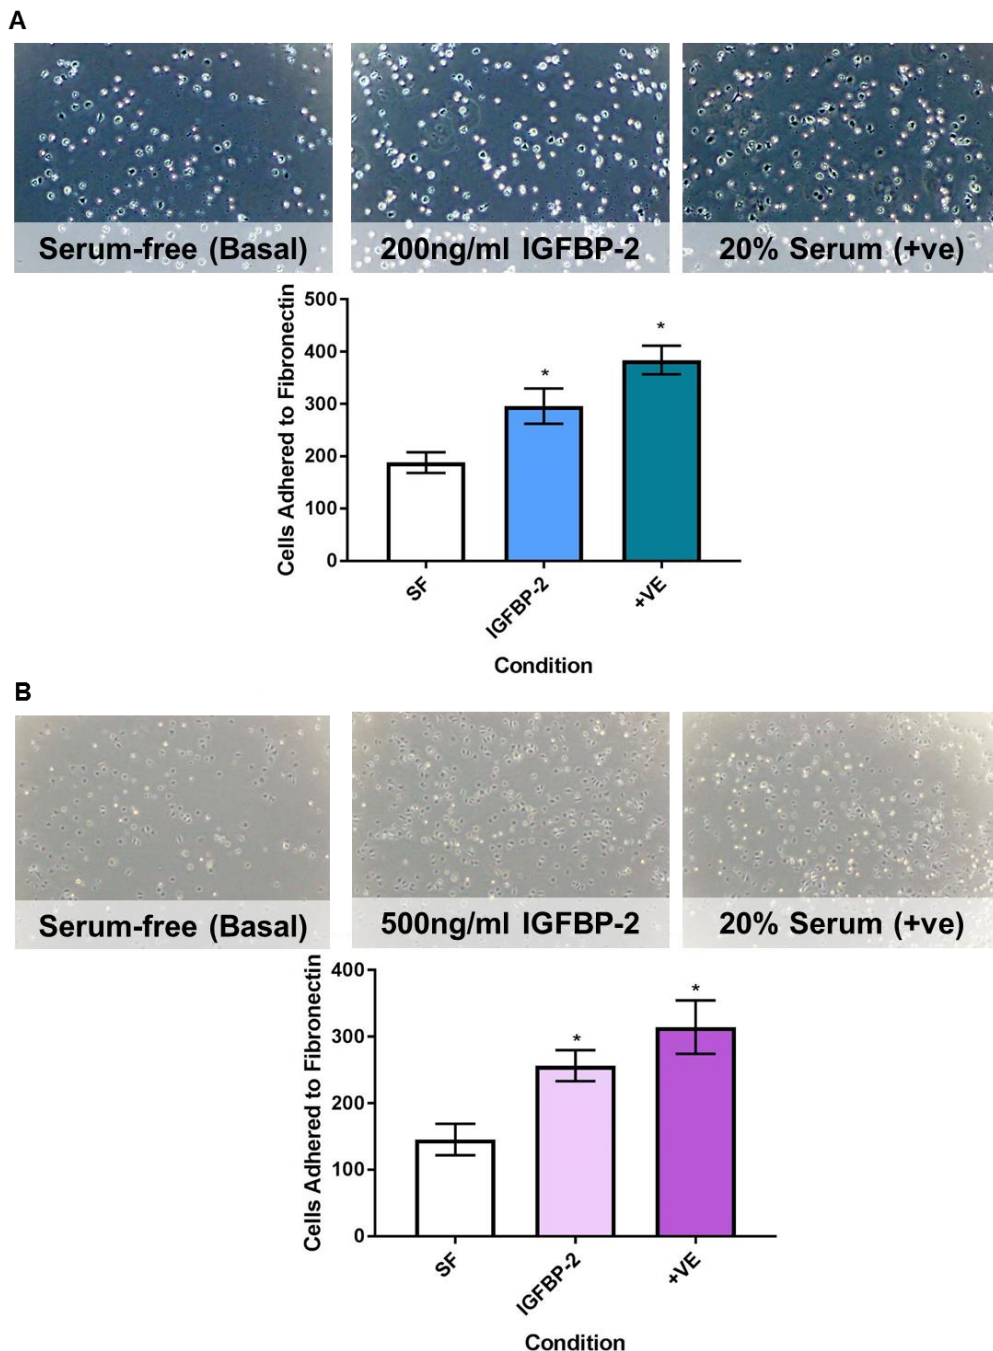 A
Serum-free (Basal)
200ng/ml IGFBP-2
20% Serum (+ve)
Cells Adhered to Fibronectin
500
400
300
200
100
0
*
*
SF
IGFBP-2
+VE
Condition
B
Serum-free (Basal)
500ng/ml IGFBP-2
20% Serum (+ve)
Cells Adhered to Fibronectin
400
300
200
100
0
*
*
SF
IGFBP-2
+VE
Condition